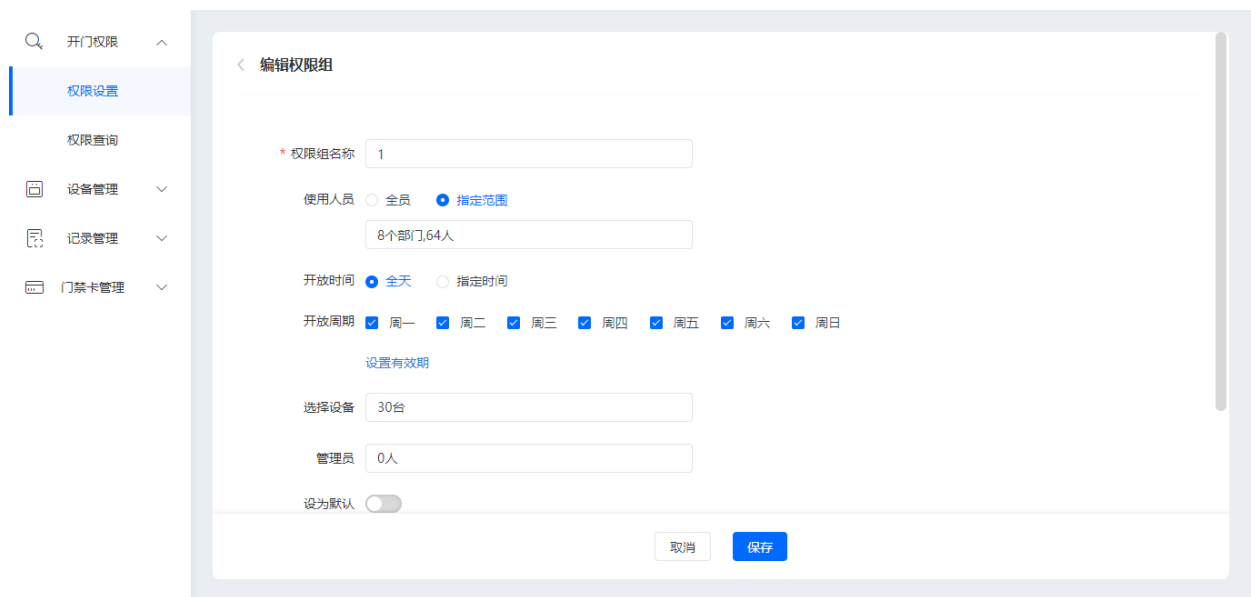 开门权限
权限设置
权限查询
设备管理
记录管理
门禁卡管理
编辑权限组
* 权限组名称 1
使用人员 全员 指定范围
8个部门,64人
开放时间 全天 指定时间
开放周期 周一 周二 周三 周四 周五 周六 周日
设置有效期
选择设备 30台
管理员 0人
设为默认
取消 保存